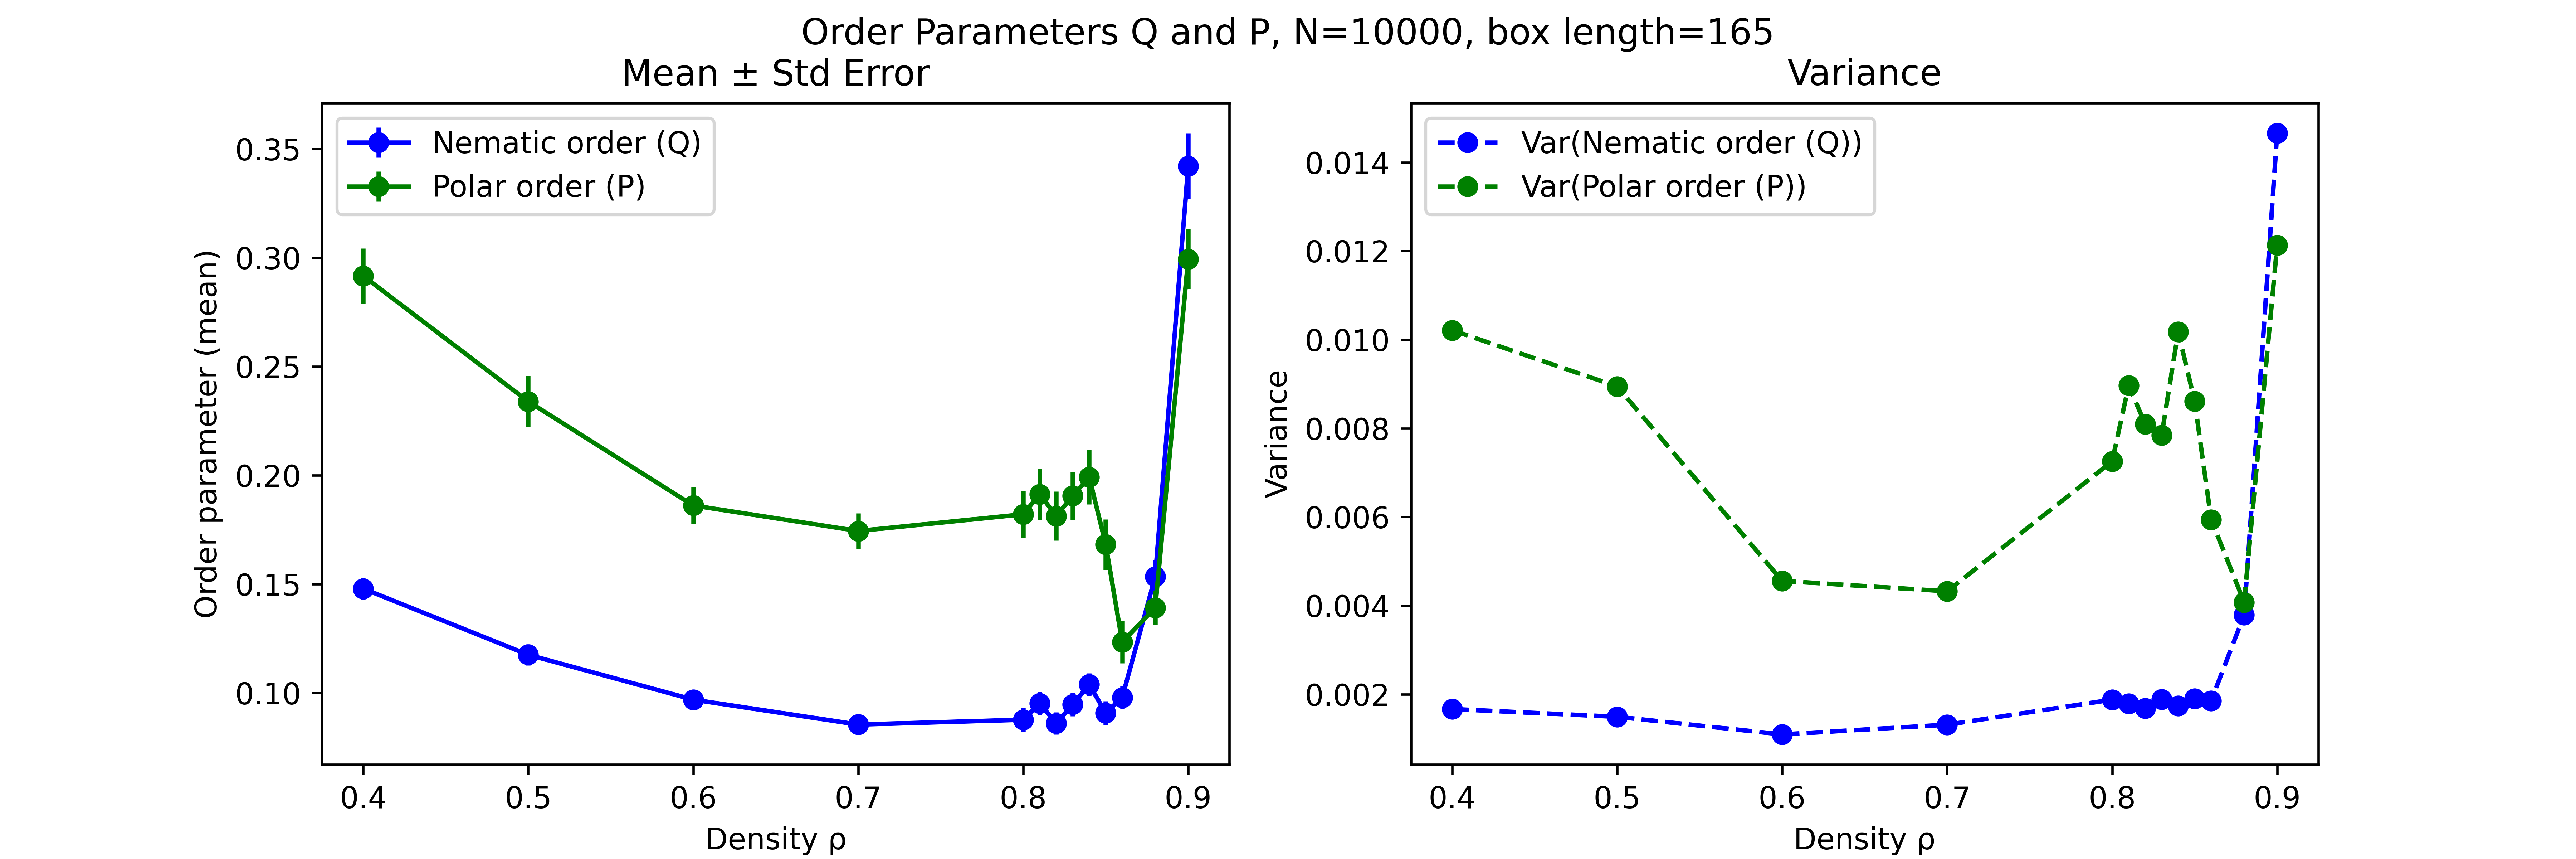 Order Parameters Q and P, N=10000, box length=165
Mean ± Std Error
Nematic order (Q)
Polar order (P)
Order parameter (mean)
0.35
0.30
0.25
0.20
0.15
0.10
0.4 0.5 0.6 0.7 0.8 0.9
Density ρ
Variance
Var(Nematic order (Q))
Var(Polar order (P))
Variance
0.014
0.012
0.010
0.008
0.006
0.004
0.002
0.4 0.5 0.6 0.7 0.8 0.9
Density ρ